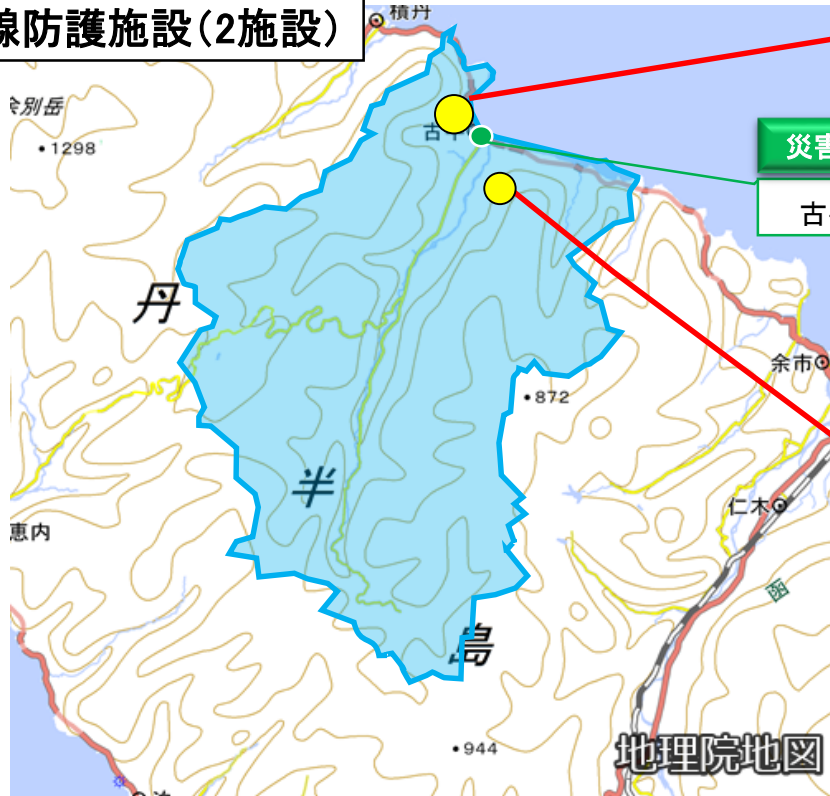 線防護施設(2施設)
積丹
余別岳
1298
古平
災害
古
丹
余市
872
半
仁木
恵内
函
島
944
地理院地図